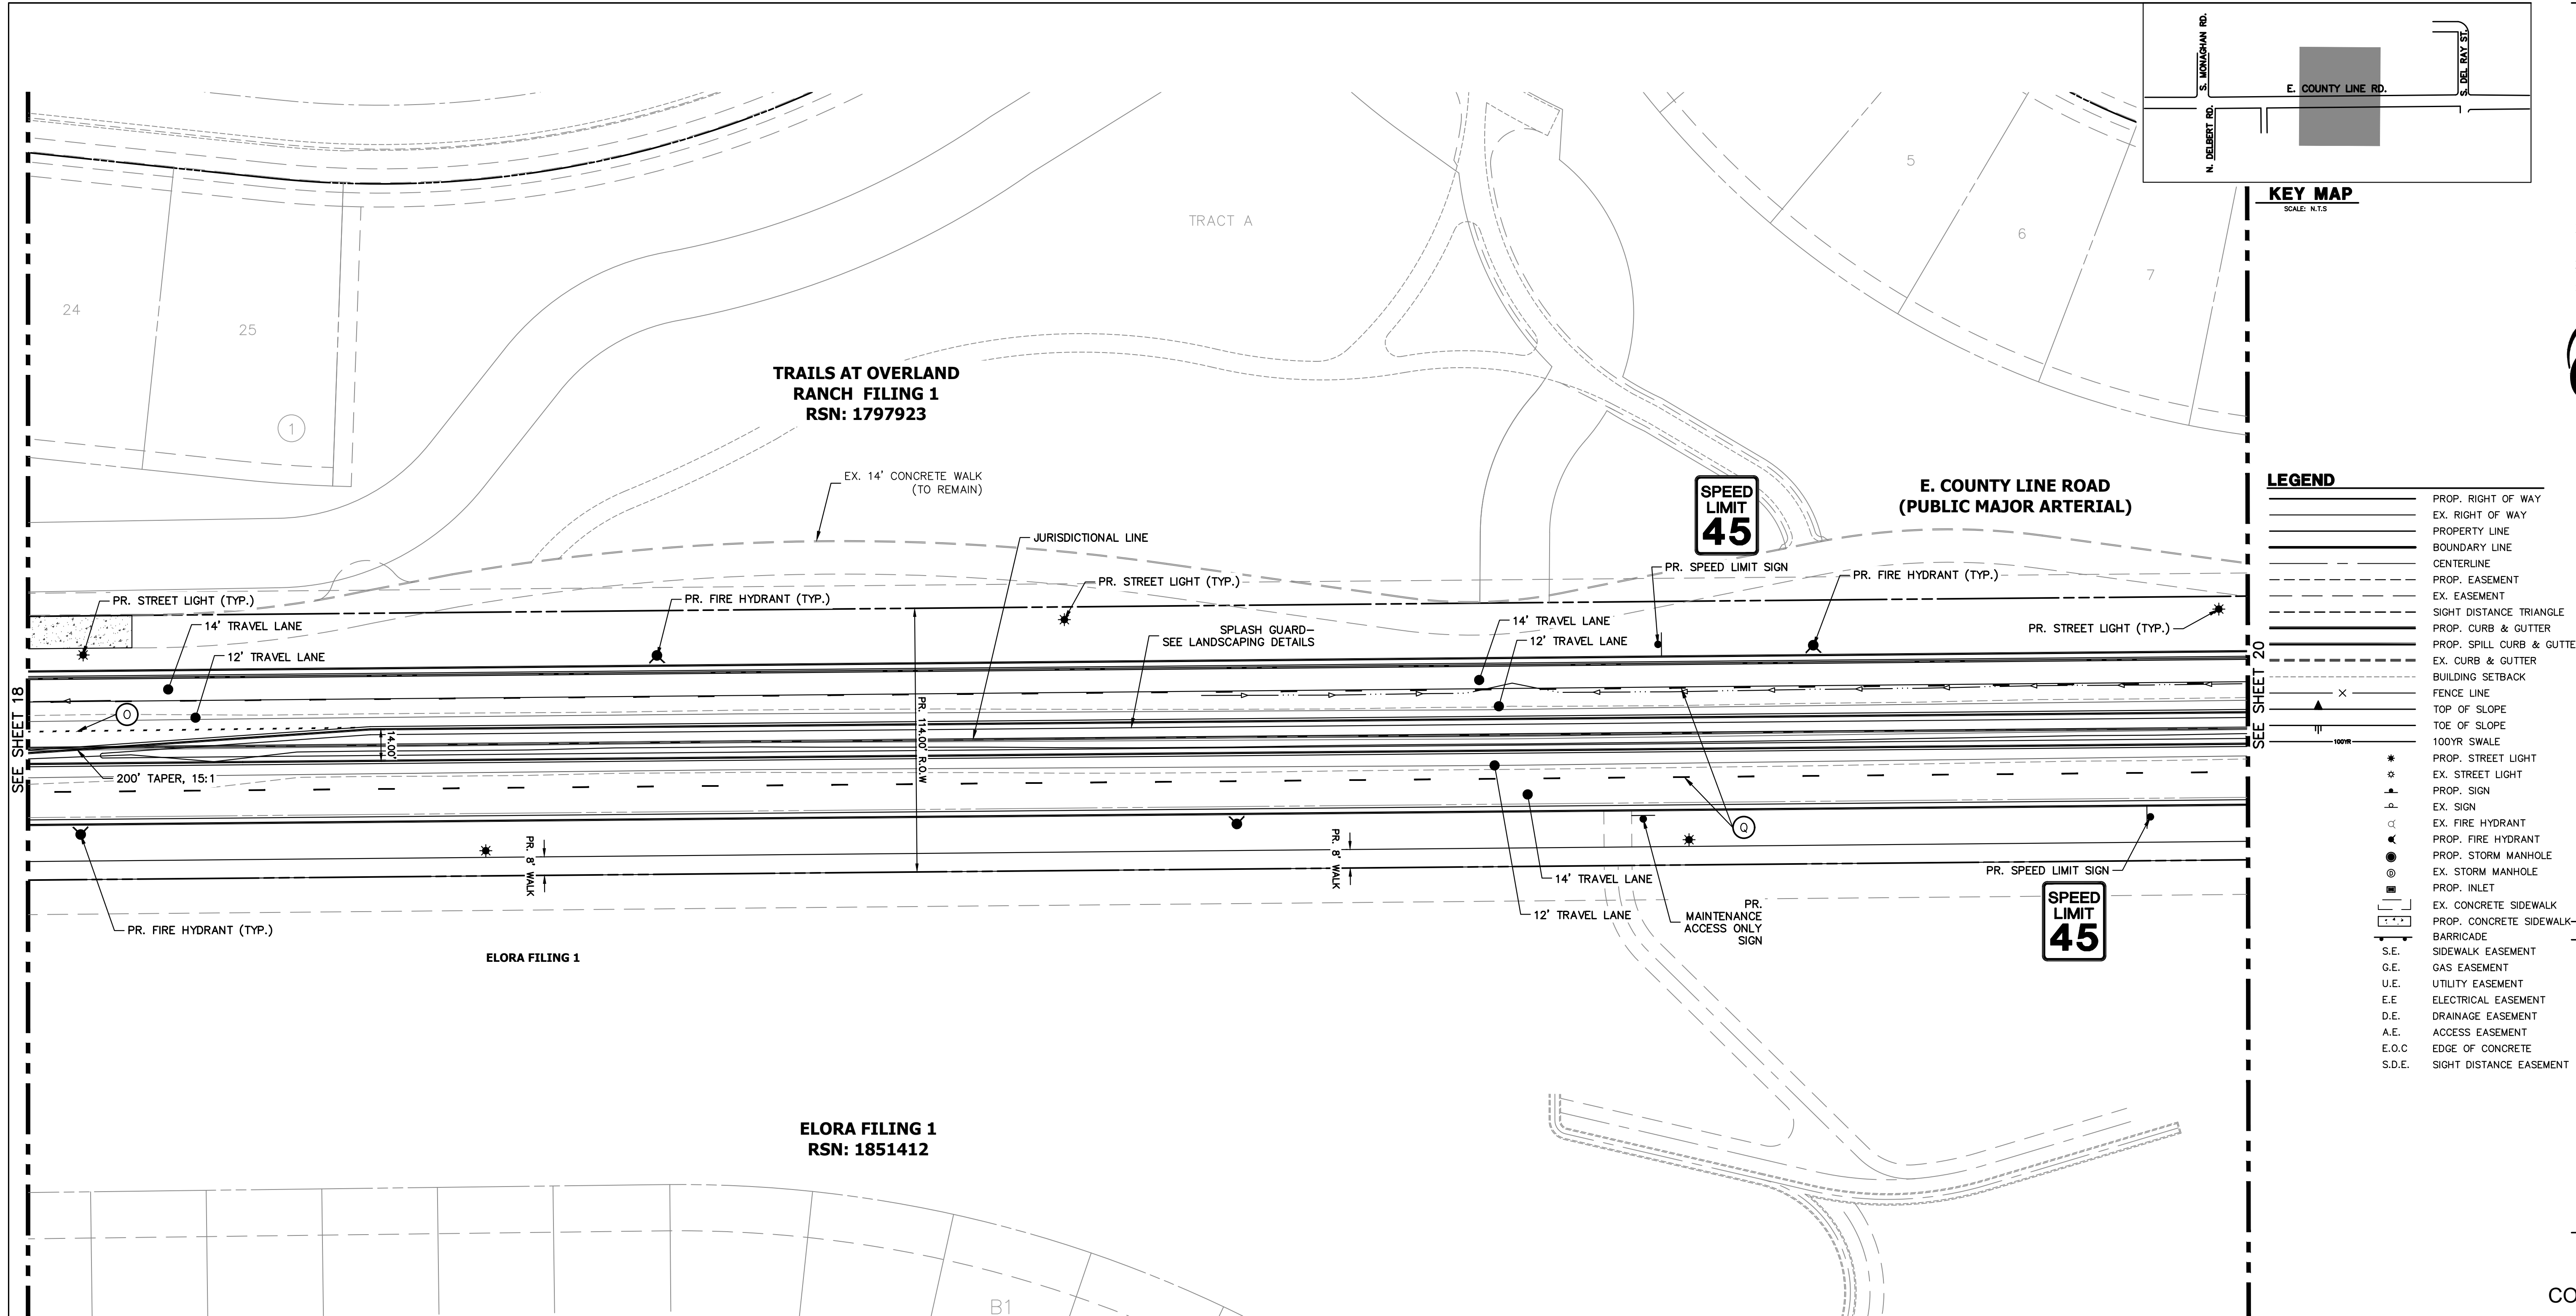 S. MONAGHAN RD.
S. DEL RAY ST.
E. COUNTY LINE RD.
N. DELBERT RD.
KEY MAP
SCALE: N.T.S
5
6
7
TRACT A
24
25
1
TRAILS AT OVERLAND
RANCH FILING 1
RSN: 1797923
EX. 14' CONCRETE WALK
(TO REMAIN)
JURISDICTIONAL LINE
SPEED
LIMIT
45
E. COUNTY LINE ROAD
(PUBLIC MAJOR ARTERIAL)
PR. STREET LIGHT (TYP.)
14' TRAVEL LANE
12' TRAVEL LANE
PR. FIRE HYDRANT (TYP.)
PR. STREET LIGHT (TYP.)
SPLASH GUARD-
SEE LANDSCAPING DETAILS
14' TRAVEL LANE
12' TRAVEL LANE
PR. SPEED LIMIT SIGN
PR. FIRE HYDRANT (TYP.)
PR. STREET LIGHT (TYP.)
SEE SHEET 18
SEE SHEET 20
O
14.00'
PR. 114.00' R.O.W
200' TAPER, 15:1
Q
PR. 8' WALK
PR. 8' WALK
14' TRAVEL LANE
12' TRAVEL LANE
PR.
MAINTENANCE
ACCESS ONLY
SIGN
PR. SPEED LIMIT SIGN
SPEED
LIMIT
45
PR. FIRE HYDRANT (TYP.)
ELORA FILING 1
ELORA FILING 1
RSN: 1851412
B1
LEGEND
PROP. RIGHT OF WAY
EX. RIGHT OF WAY
PROPERTY LINE
BOUNDARY LINE
CENTERLINE
PROP. EASEMENT
EX. EASEMENT
SIGHT DISTANCE TRIANGLE
PROP. CURB & GUTTER
PROP. SPILL CURB & GUTTE
EX. CURB & GUTTER
BUILDING SETBACK
FENCE LINE
TOP OF SLOPE
TOE OF SLOPE
100YR 100YR SWALE
PROP. STREET LIGHT
EX. STREET LIGHT
PROP. SIGN
EX. SIGN
EX. FIRE HYDRANT
PROP. FIRE HYDRANT
PROP. STORM MANHOLE
D EX. STORM MANHOLE
PROP. INLET
EX. CONCRETE SIDEWALK
PROP. CONCRETE SIDEWALK
BARRICADE
S.E. SIDEWALK EASEMENT
G.E. GAS EASEMENT
U.E. UTILITY EASEMENT
E.E ELECTRICAL EASEMENT
D.E. DRAINAGE EASEMENT
A.E. ACCESS EASEMENT
E.O.C EDGE OF CONCRETE
S.D.E. SIGHT DISTANCE EASEMENT
CO